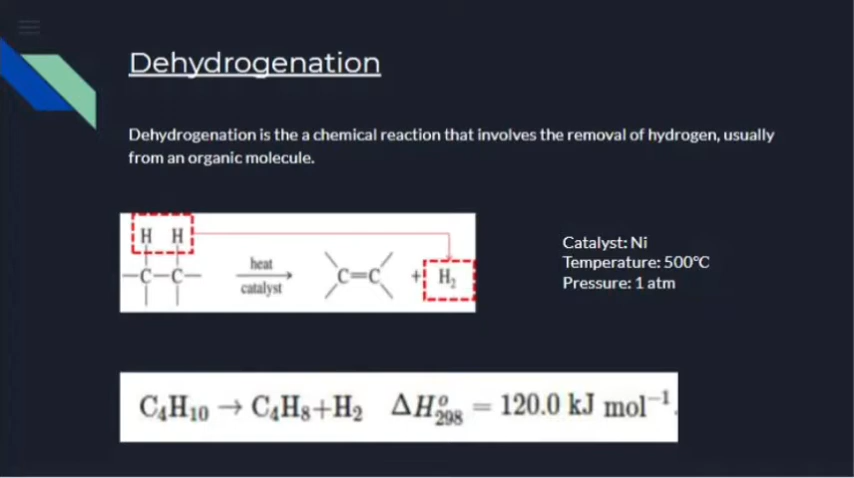 Dehydrogenation
Dehydrogenation is the a chemical reaction that involves the removal of hydrogen, usually
from an organic molecule.
H H
—C—C—
heat
catalyst
C=C
+ H₂
Catalyst: Ni
Temperature: 500°C
Pressure: 1 atm
C₄H₁₀ → C₄H₈+H₂ ΔH°₂₉₈ = 120.0 kJ mol⁻¹.